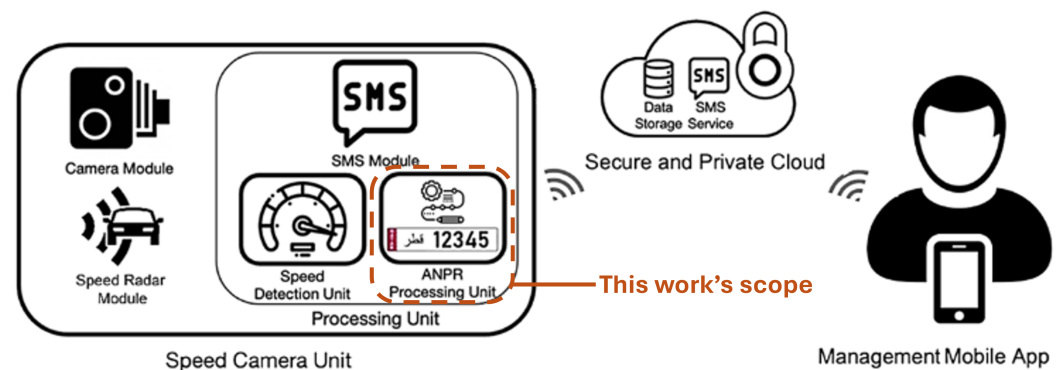 SMS
Camera Module
SMS Module
قطر 12345
Speed Radar
Module
Speed
Detection Unit
ANPR
Processing Unit
Processing Unit
Speed Camera Unit
This work's scope
SMS
Data SMS
Storage Service
Secure and Private Cloud
Management Mobile App